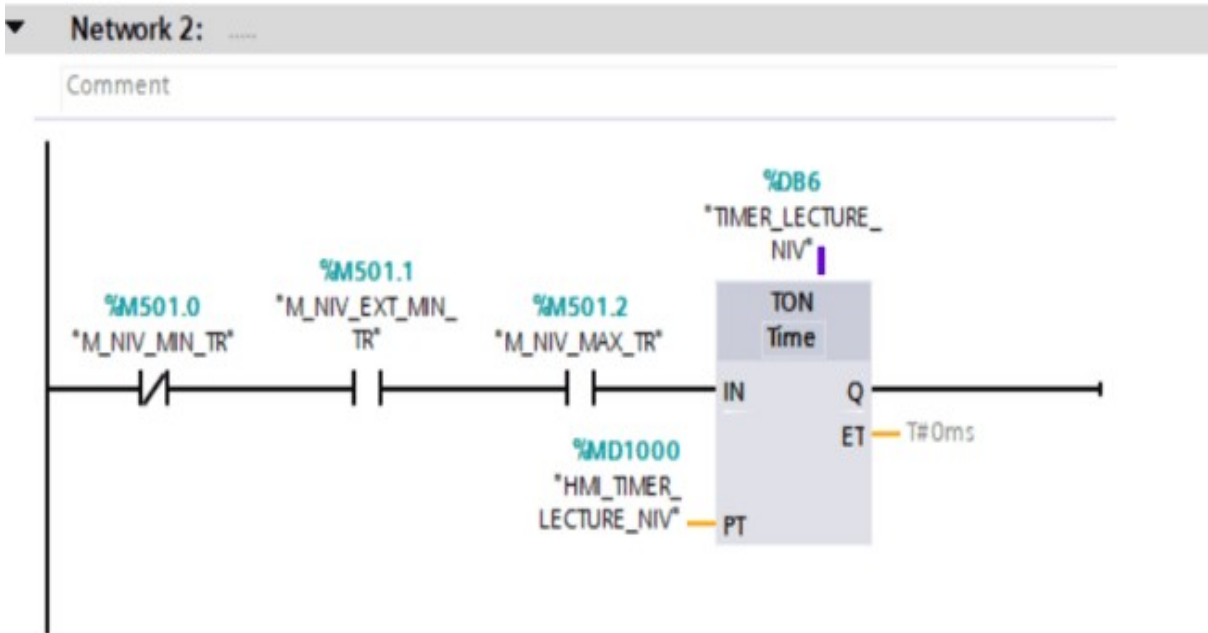 Network 2: .....
Comment
%DB6
"TIMER_LECTURE_
NIV"
%M501.0
"M_NIV_MIN_TR"
%M501.1
"M_NIV_EXT_MIN_
TR"
%M501.2
"M_NIV_MAX_TR"
TON
Time
IN
Q
ET
T#0ms
%MD1000
"HMI_TIMER_
LECTURE_NIV"
PT